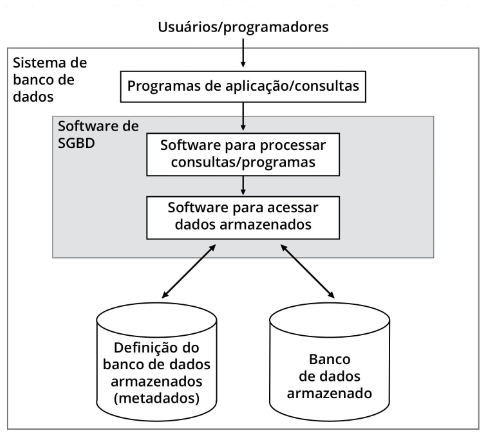 Usuários/programadores
Sistema de
banco de
dados
Programas de aplicação/consultas
Software de
SGBD
Software para processar
consultas/programas
Software para acessar
dados armazenados
Definição do
banco de dados
armazenados
(metadados)
Banco
de dados
armazenado